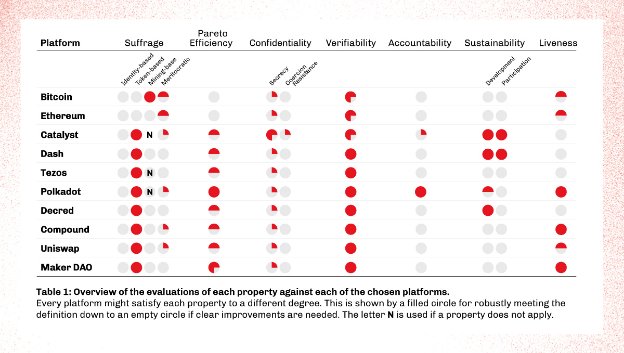 Platform Suffrage Pareto Efficiency Confidentiality Verifiability Accountability Sustainability Liveness
Identity-based Token-based Mining-base Meritocratic Secrecy Coercion Resistance Development Participation
Bitcoin
Ethereum
Catalyst N
Dash
Tezos N
Polkadot N
Decred
Compound
Uniswap
Maker DAO
Table 1: Overview of the evaluations of each property against each of the chosen platforms.
Every platform might satisfy each property to a different degree. This is shown by a filled circle for robustly meeting the
definition down to an empty circle if clear improvements are needed. The letter N is used if a property does not apply.